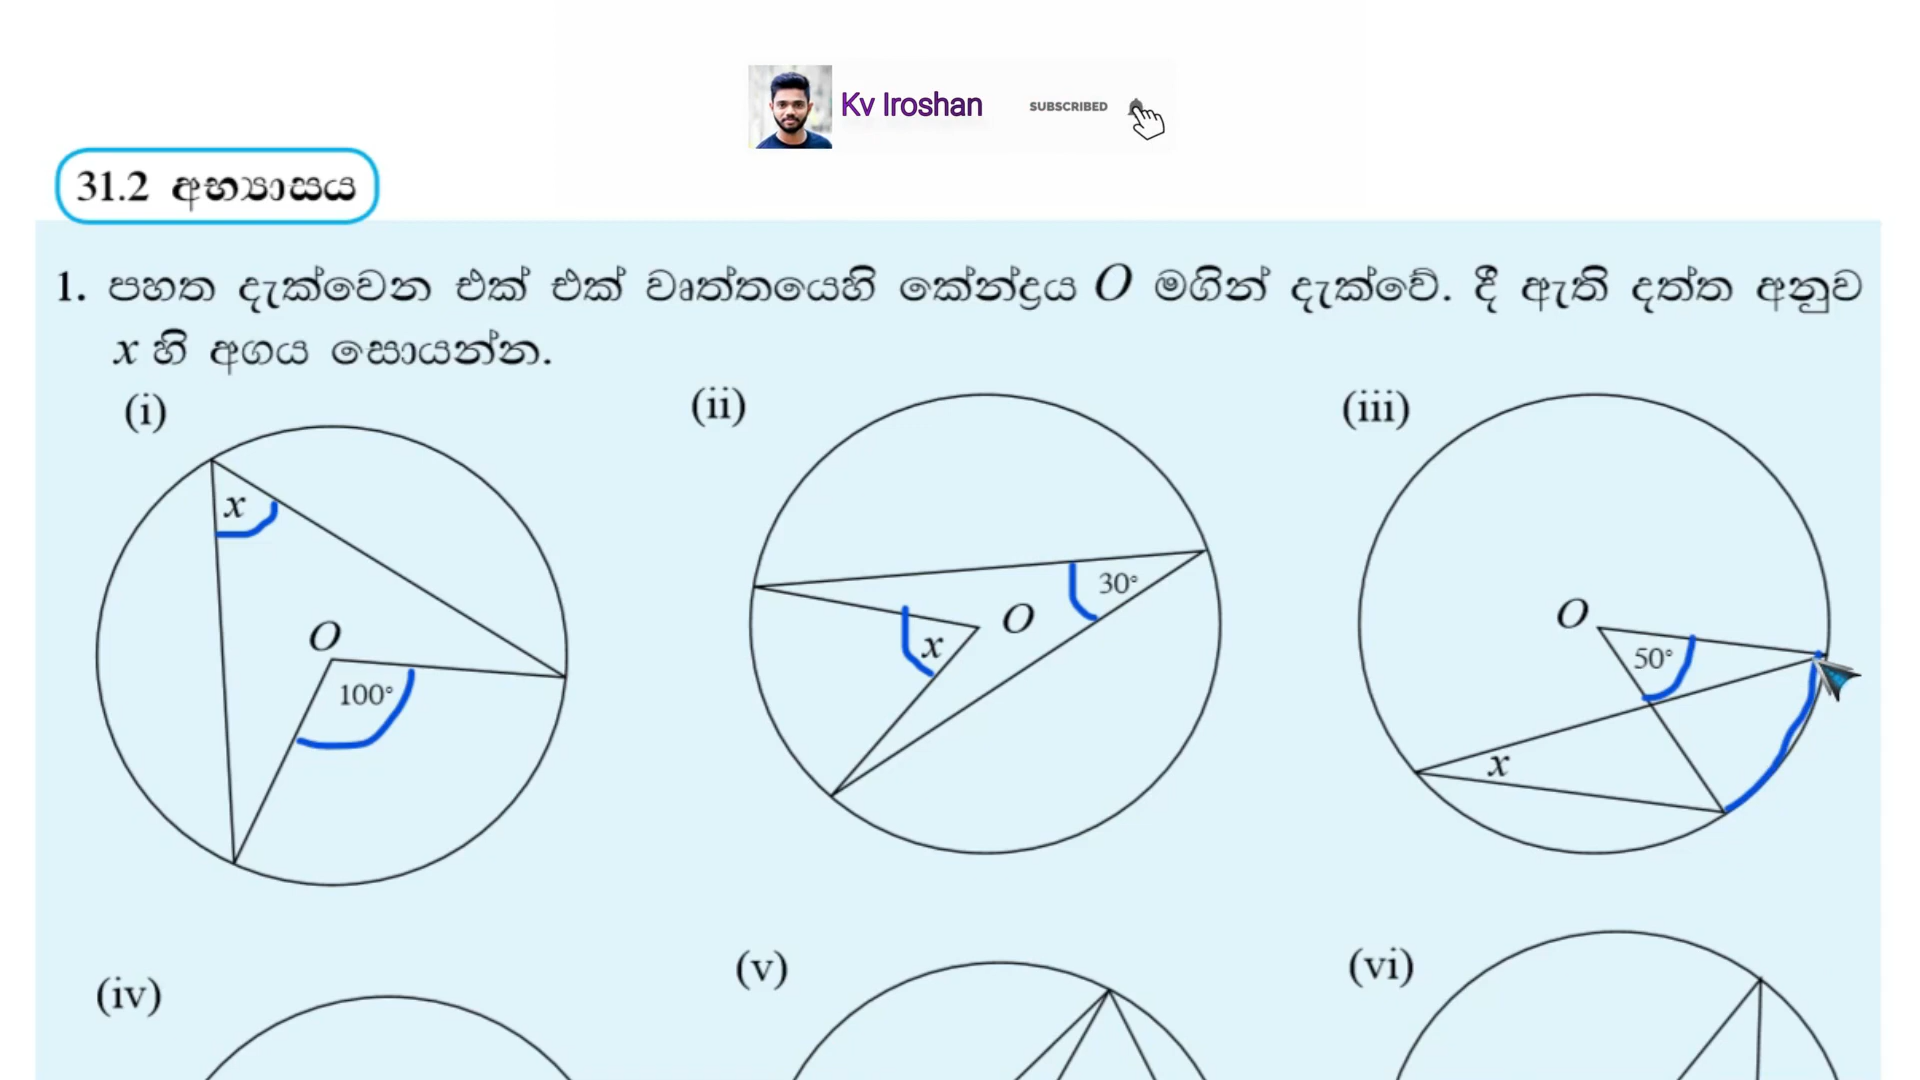 Kv Iroshan SUBSCRIBED
31.2 අභ්‍යාසය
1. පහත දැක්වෙන එක් එක් වෘත්තයෙහි කේන්ද්‍රය O මගින් දැක්වේ. දී ඇති දත්ත අනුව
x හි අගය සොයන්න.
(i) (ii) (iii)
x
O
100°
30°
O
x
O
50°
x
(iv) (v) (vi)